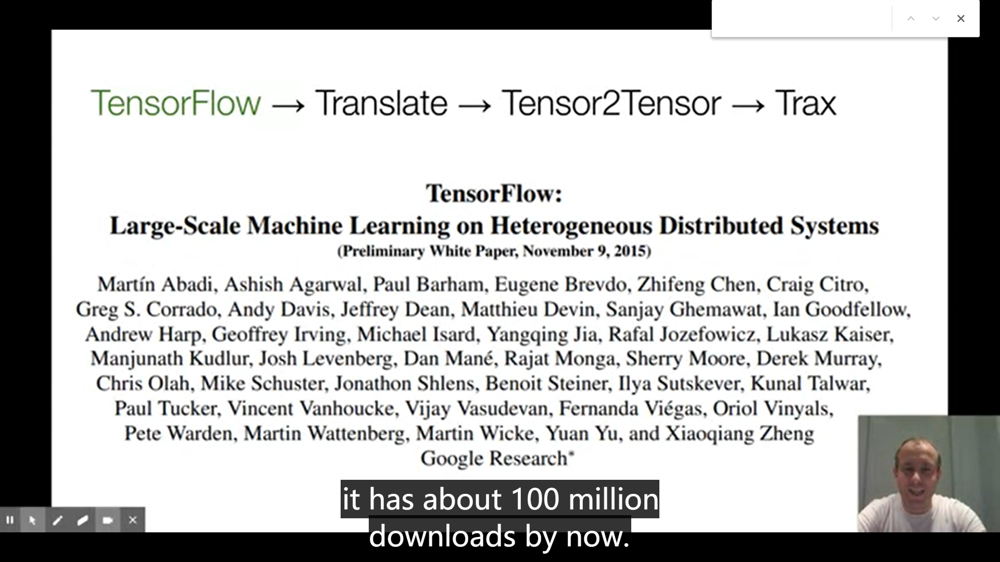 TensorFlow → Translate → Tensor2Tensor → Trax
TensorFlow:
Large-Scale Machine Learning on Heterogeneous Distributed Systems
(Preliminary White Paper, November 9, 2015)
Martín Abadi, Ashish Agarwal, Paul Barham, Eugene Brevdo, Zhifeng Chen, Craig Citro,
Greg S. Corrado, Andy Davis, Jeffrey Dean, Matthieu Devin, Sanjay Ghemawat, Ian Goodfellow,
Andrew Harp, Geoffrey Irving, Michael Isard, Yangqing Jia, Rafal Jozefowicz, Lukasz Kaiser,
Manjunath Kudlur, Josh Levenberg, Dan Mané, Rajat Monga, Sherry Moore, Derek Murray,
Chris Olah, Mike Schuster, Jonathon Shlens, Benoit Steiner, Ilya Sutskever, Kunal Talwar,
Paul Tucker, Vincent Vanhoucke, Vijay Vasudevan, Fernanda Viégas, Oriol Vinyals,
Pete Warden, Martin Wattenberg, Martin Wicke, Yuan Yu, and Xiaoqiang Zheng
Google Research*
it has about 100 million
downloads by now.